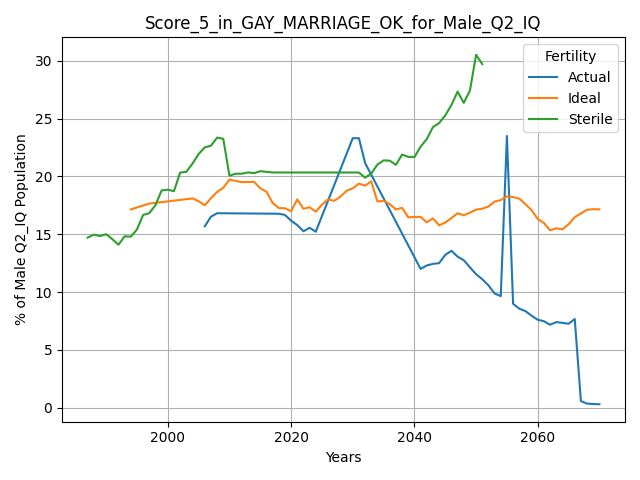 Score_5_in_GAY_MARRIAGE_OK_for_Male_Q2_IQ
Fertility
Actual
Ideal
Sterile
% of Male Q2_IQ Population
30
25
20
15
10
5
0
2000
2020
2040
2060
Years